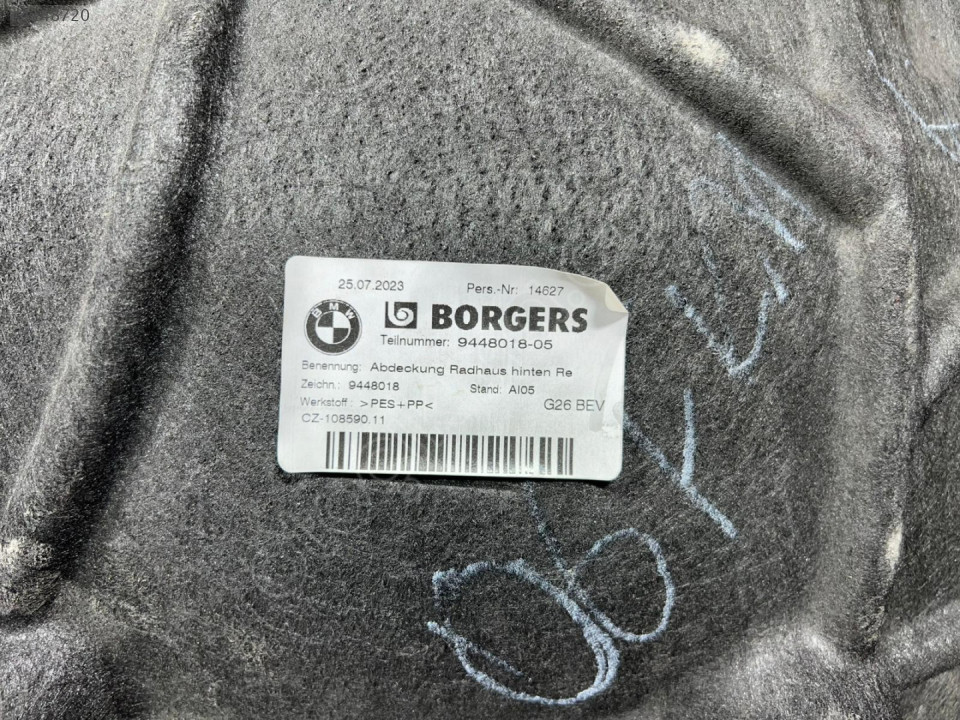 8720
25.07.2023 Pers.-Nr: 14627
BMW BORGERS
Teilnummer: 9448018-05
Benennung: Abdeckung Radhaus hinten Re
Zeichn.: 9448018 Stand: AI05
Werkstoff: >PES+PP< G26 BEV
CZ-108590.11